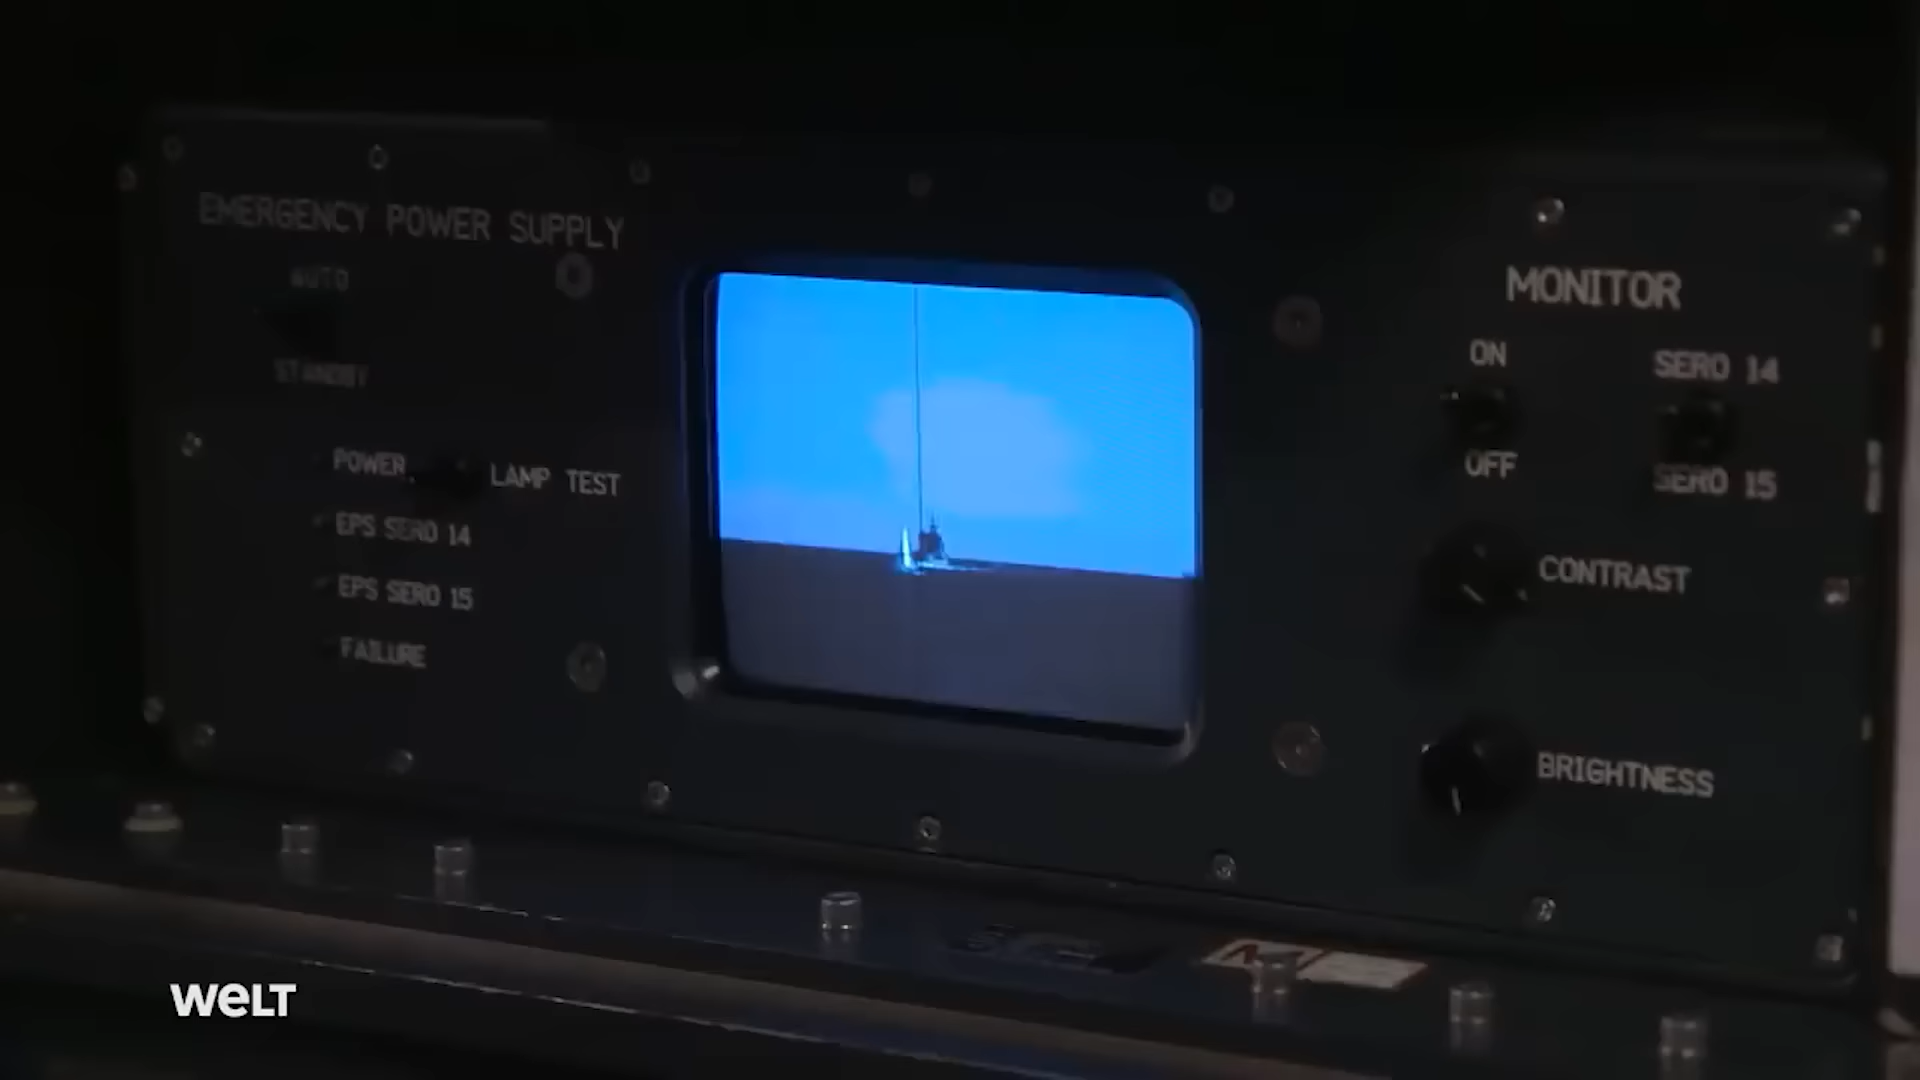 EMERGENCY POWER SUPPLY
AUTO
STANDBY
POWER
LAMP TEST
EPS SERO 14
EPS SERO 15
FAILURE
MONITOR
ON
OFF
SERO 14
SERO 15
CONTRAST
BRIGHTNESS
WELT